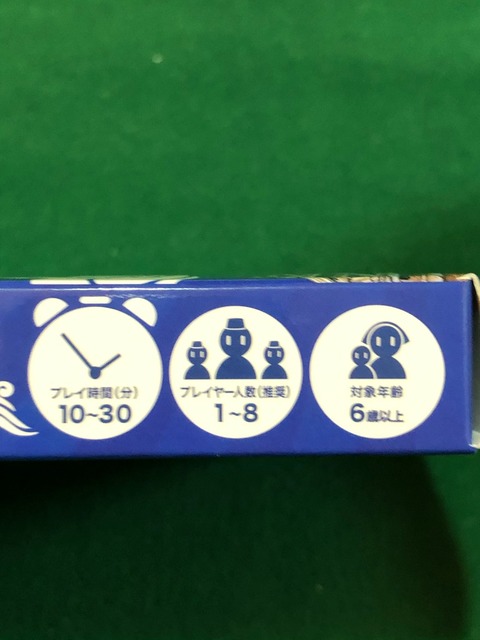 プレイ時間（分）
10~30
プレイヤー人数（推奨）
1~8
対象年齢
6歳以上